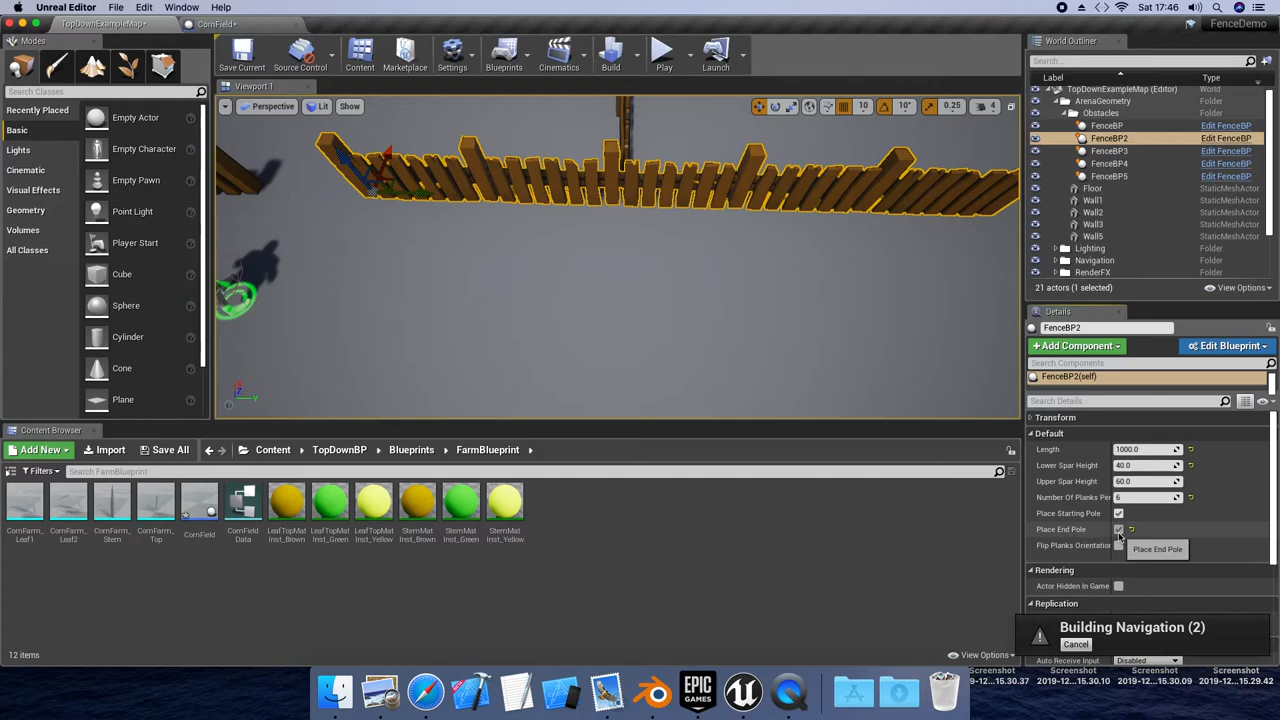 Unreal Editor File Edit Window Help Sat 17:46
TopDownExampleMap* CornField* FenceDemo
Modes
Search Classes
Recently Placed
Basic
Lights
Cinematic
Visual Effects
Geometry
Volumes
All Classes
Empty Actor
Empty Character
Empty Pawn
Point Light
Player Start
Cube
Sphere
Cylinder
Cone
Plane
Save Current Source Control Content Marketplace Settings Blueprints Cinematics Build Play Launch
Viewport 1
Perspective Lit Show 10 10° 0.25 4
World Outliner
Search...
Label Type
TopDownExampleMap (Editor) World
ArenaGeometry Folder
Obstacles Folder
FenceBP Edit FenceBP
FenceBP2 Edit FenceBP
FenceBP3 Edit FenceBP
FenceBP4 Edit FenceBP
FenceBP5 Edit FenceBP
Floor StaticMeshActor
Wall1 StaticMeshActor
Wall2 StaticMeshActor
Wall3 StaticMeshActor
Wall5 StaticMeshActor
Lighting Folder
Navigation Folder
RenderFX Folder
21 actors (1 selected) View Options
Details
FenceBP2
+Add Component Edit Blueprint
Search Components
FenceBP2(self)
Search Details
Transform
Default
Length 1000.0
Lower Spar Height 40.0
Upper Spar Height 60.0
Number Of Planks Per 6
Place Starting Pole
Place End Pole
Flip Planks Orientation
Place End Pole
Rendering
Actor Hidden In Game
Replication
Building Navigation (2)
Cancel
Auto Receive Input Disabled
Content Browser
Add New Import Save All Content TopDownBP Blueprints FarmBlueprint
Filters Search FarmBlueprint
CornFarm_Leaf1
CornFarm_Leaf2
CornFarm_Stem
CornFarm_Top
CornField
CornField Data
LeafTopMat Inst_Brown
LeafTopMat Inst_Green
LeafTopMat Inst_Yellow
StemMat Inst_Brown
StemMat Inst_Green
StemMat Inst_Yellow
12 items View Options
EPIC GAMES
Screenshot Screenshot Screenshot Screenshot
2019-12...15.30.37 2019-12...15.30.10 2019-12...15.30.09 2019-12...15.29.42